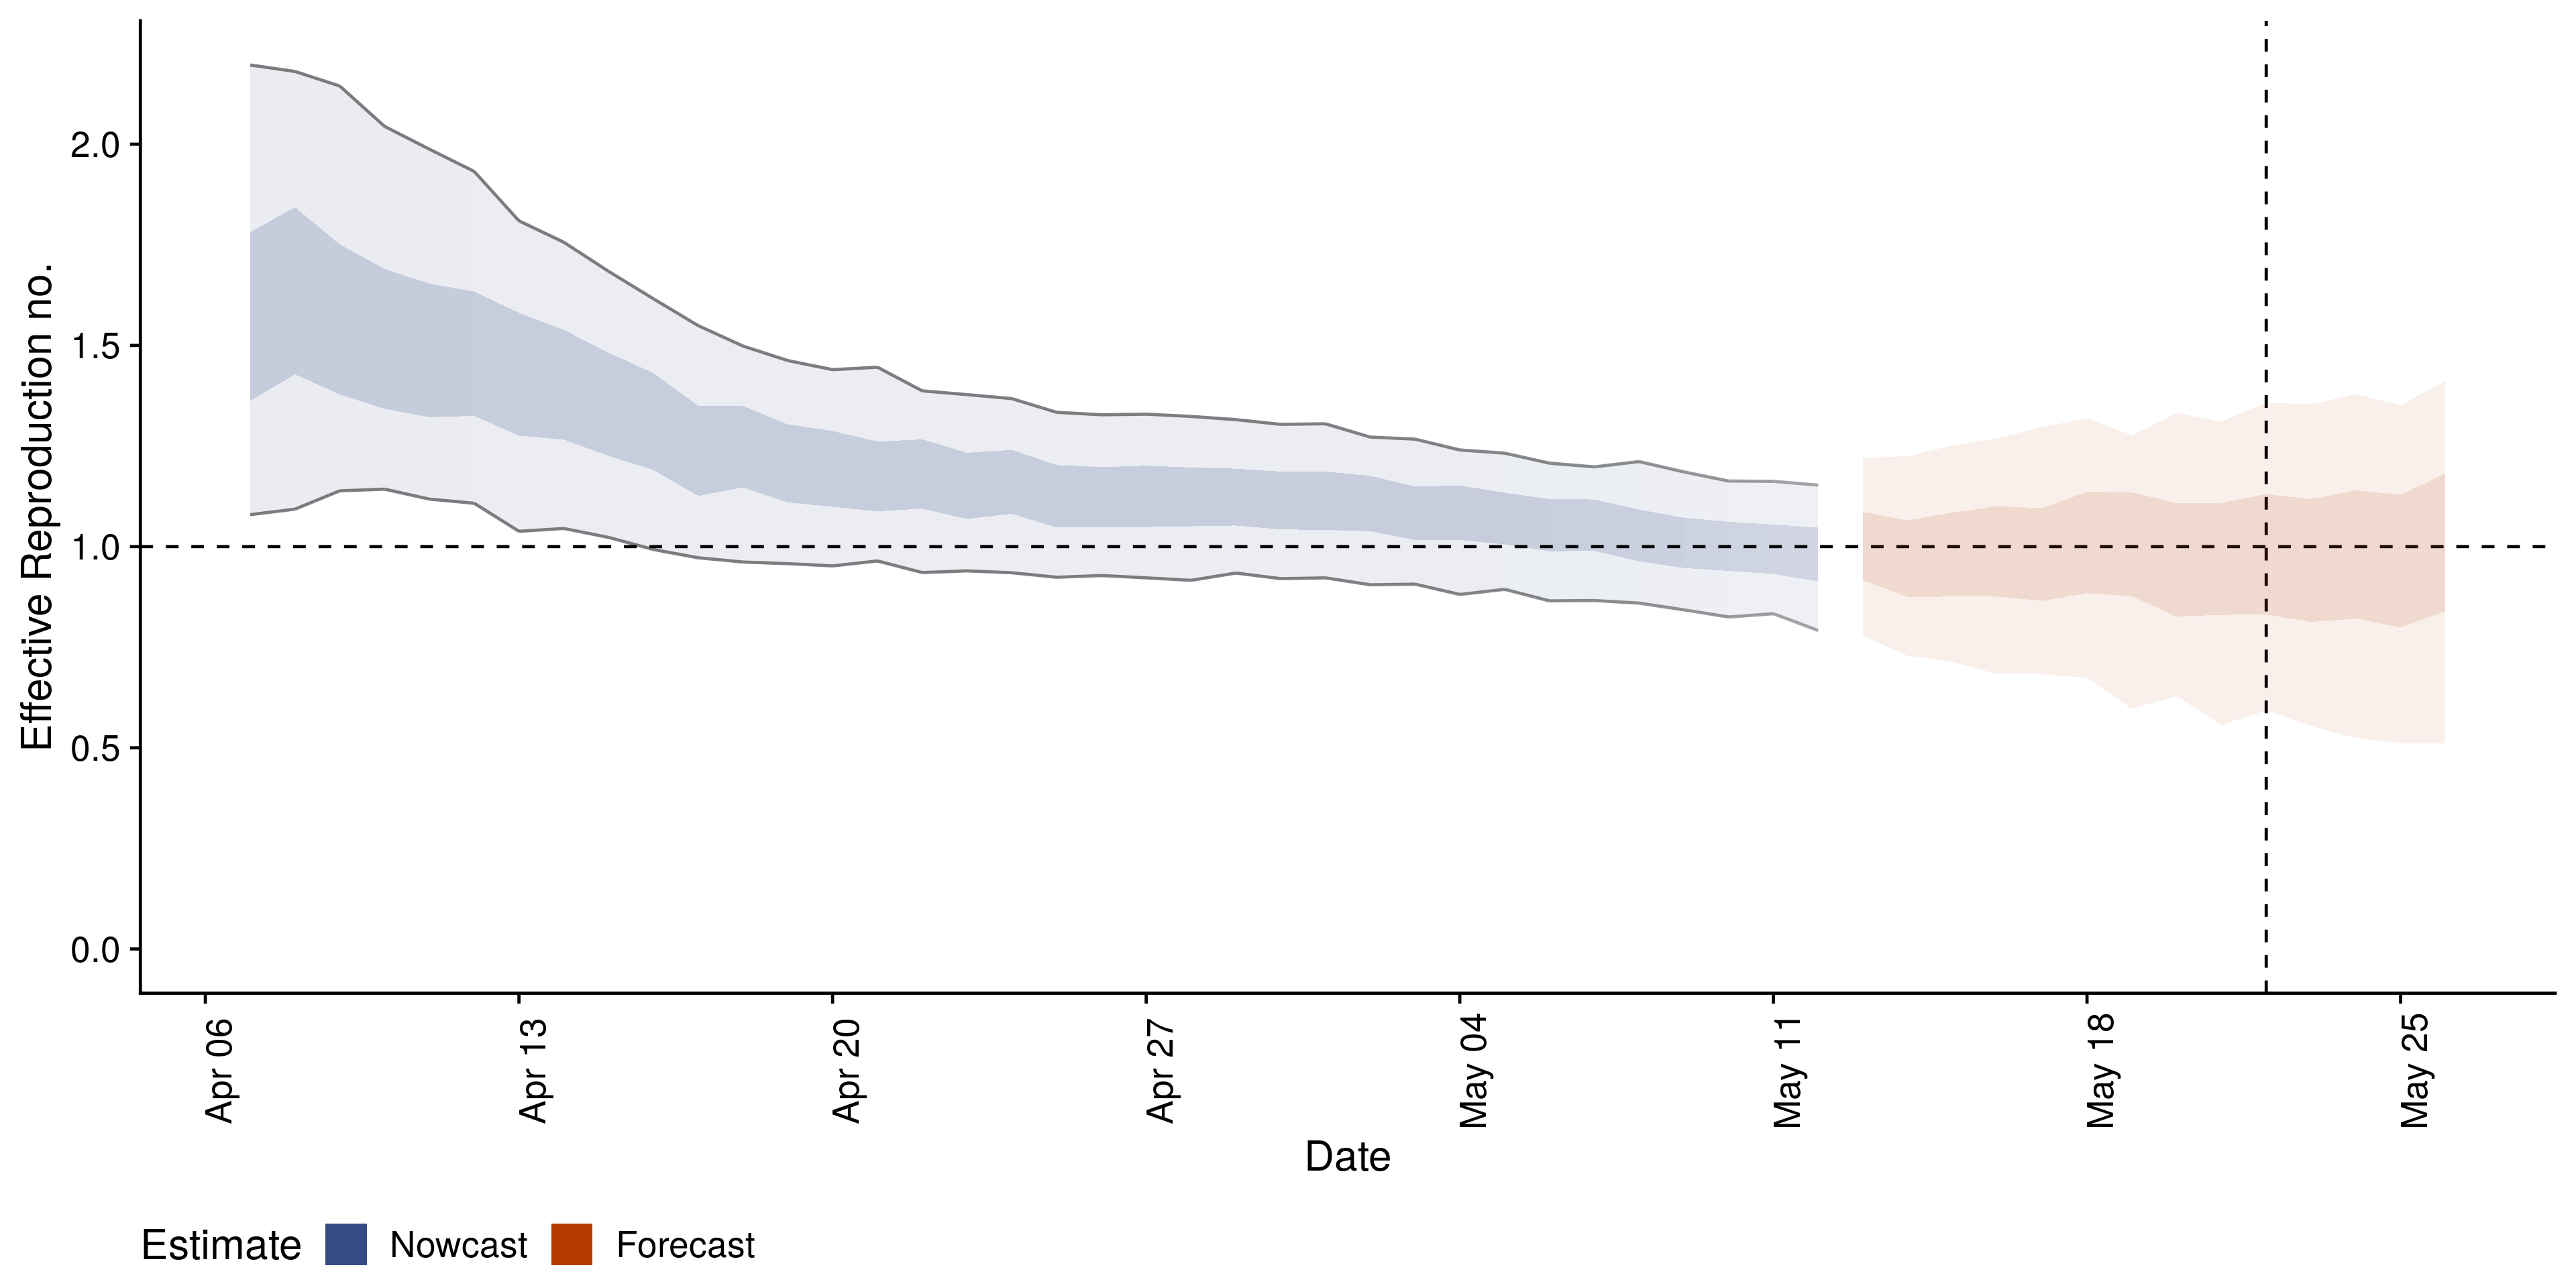 Effective Reproduction no.
2.0
1.5
1.0
0.5
0.0
Apr 06
Apr 13
Apr 20
Apr 27
May 04
May 11
May 18
May 25
Date
Estimate Nowcast Forecast